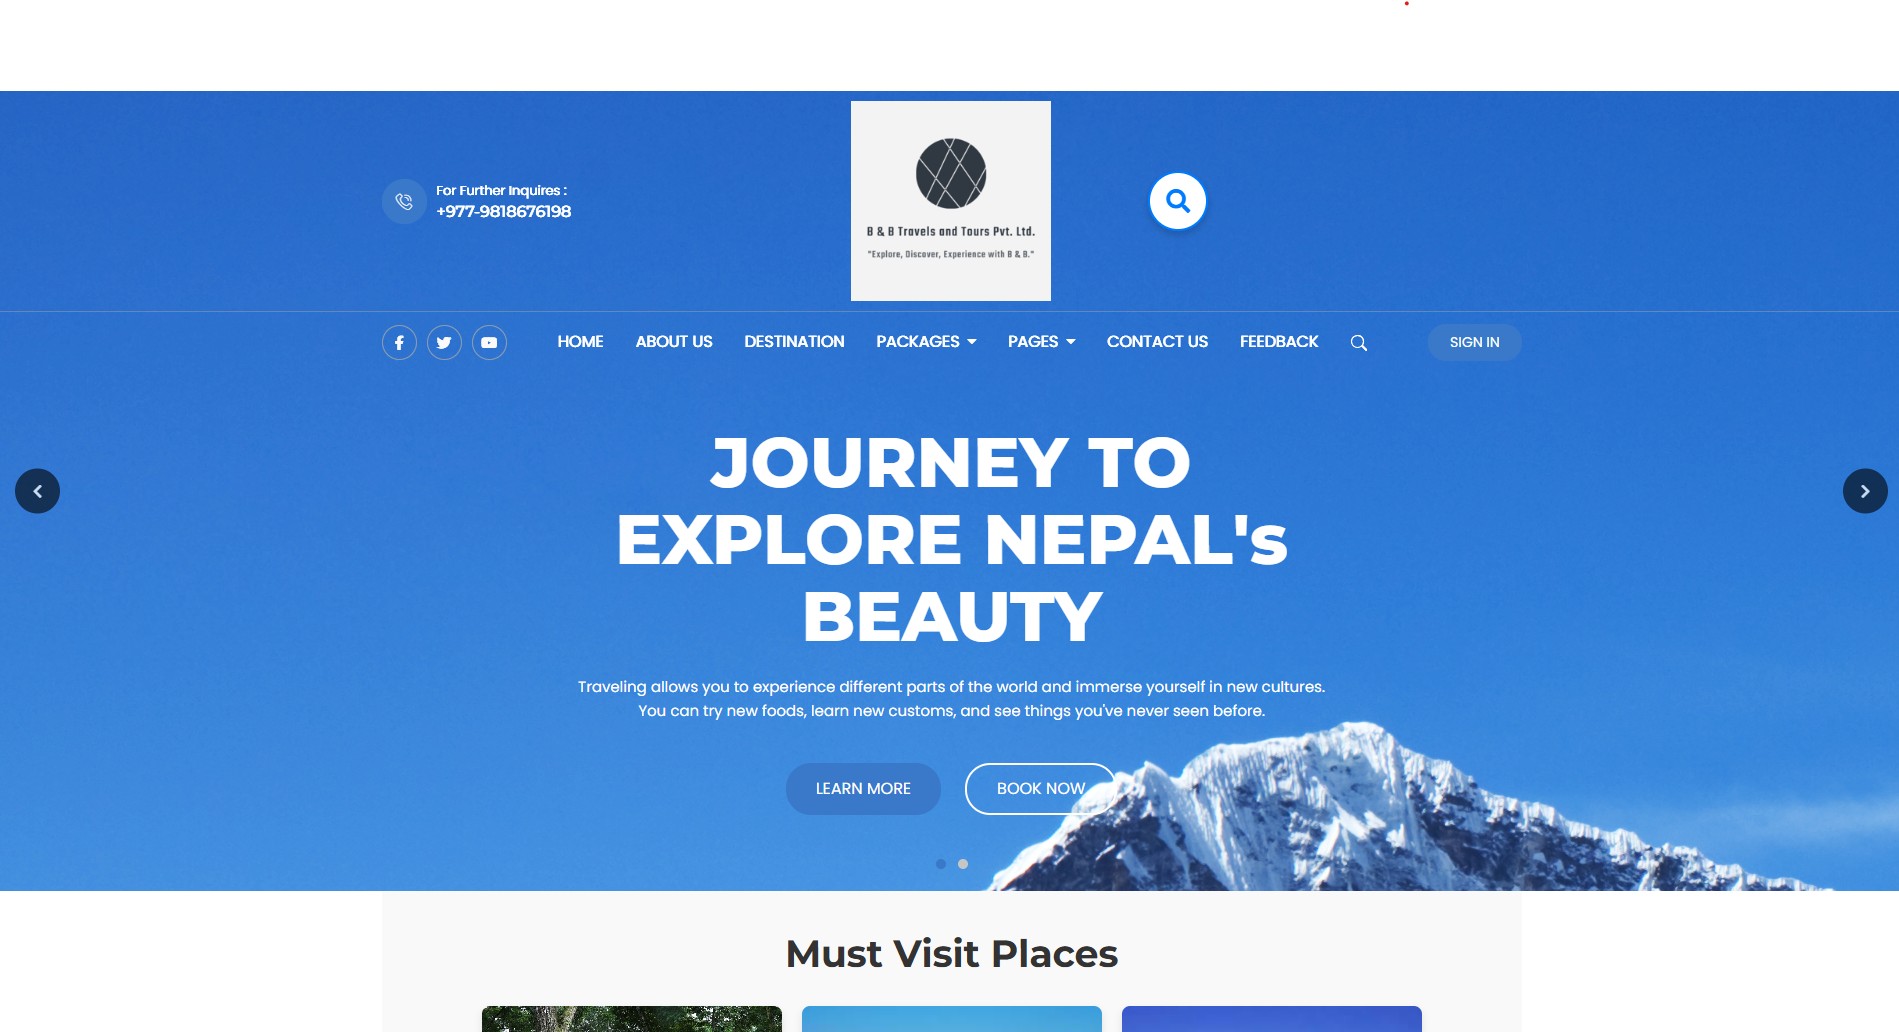 For Further Inquires :
+977-9818676198
B & B Travels and Tours Pvt. Ltd.
"Explore, Discover, Experience with B & B."
HOME ABOUT US DESTINATION PACKAGES PAGES CONTACT US FEEDBACK SIGN IN
JOURNEY TO
EXPLORE NEPAL's
BEAUTY
Traveling allows you to experience different parts of the world and immerse yourself in new cultures.
You can try new foods, learn new customs, and see things you've never seen before.
LEARN MORE BOOK NOW
Must Visit Places